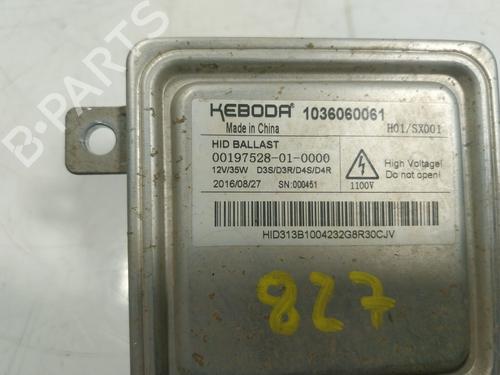 B-PARTS
KEBODA 1036060061
Made in China
H01/SX001
HID BALLAST
00197528-01-0000
12V/35W D3S/D3R/D4S/D4R
2016/08/27 SN:000451
1100V
High Voltage!
Do not open!
HID313B1004232G8R30CJV
827